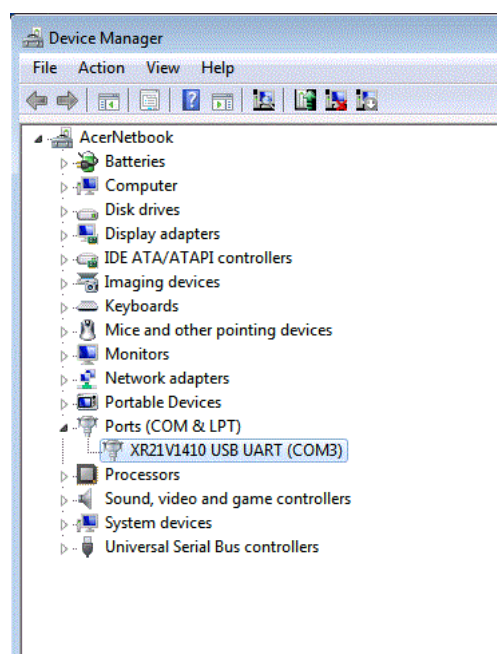 Device Manager
File Action View Help
AcerNetbook
Batteries
Computer
Disk drives
Display adapters
IDE ATA/ATAPI controllers
Imaging devices
Keyboards
Mice and other pointing devices
Monitors
Network adapters
Portable Devices
Ports (COM & LPT)
XR21V1410 USB UART (COM3)
Processors
Sound, video and game controllers
System devices
Universal Serial Bus controllers